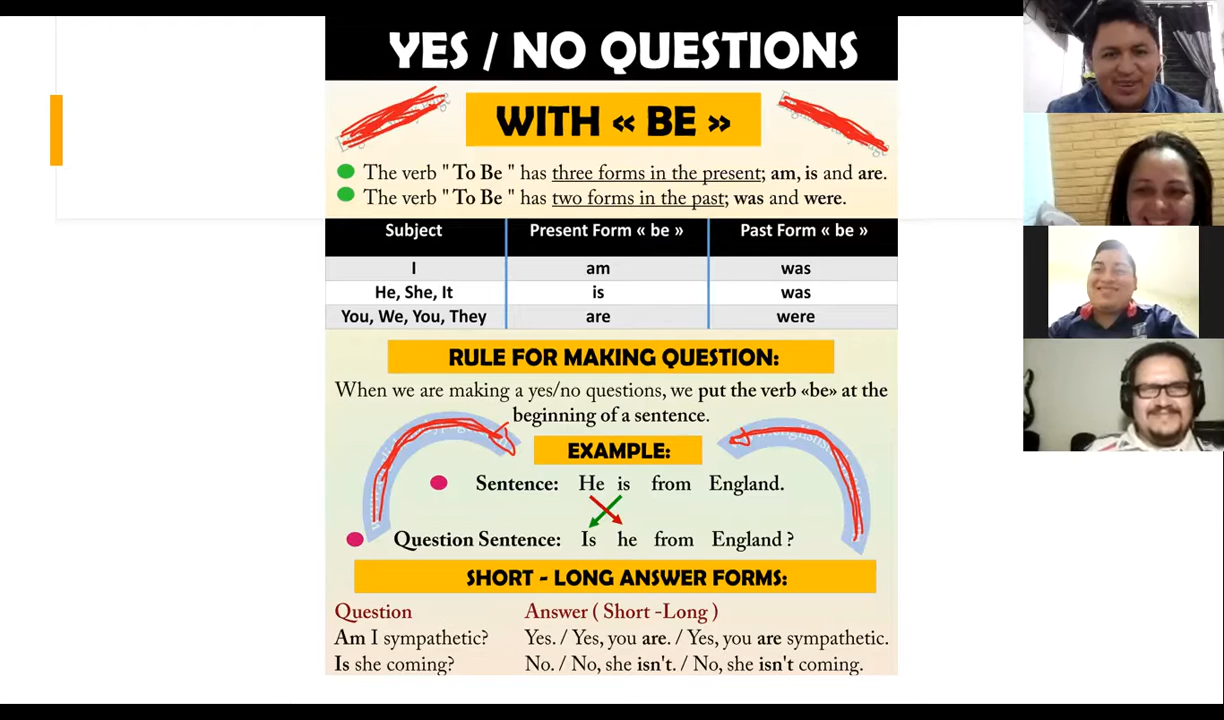 YES / NO QUESTIONS
WITH « BE »
The verb " To Be " has three forms in the present; am, is and are.
The verb " To Be " has two forms in the past; was and were.
Subject Present Form « be » Past Form « be »
I am was
He, She, It is was
You, We, You, They are were
RULE FOR MAKING QUESTION:
When we are making a yes/no questions, we put the verb «be» at the
beginning of a sentence.
EXAMPLE:
Sentence: He is from England.
Question Sentence: Is he from England ?
SHORT - LONG ANSWER FORMS:
Question Answer ( Short -Long )
Am I sympathetic? Yes. / Yes, you are. / Yes, you are sympathetic.
Is she coming? No. / No, she isn't. / No, she isn't coming.